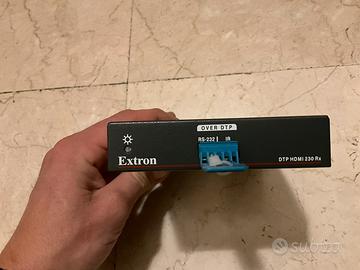 OVER DTP
RS-232 IR
Extron
DTP HDMI 230 Rx
subito